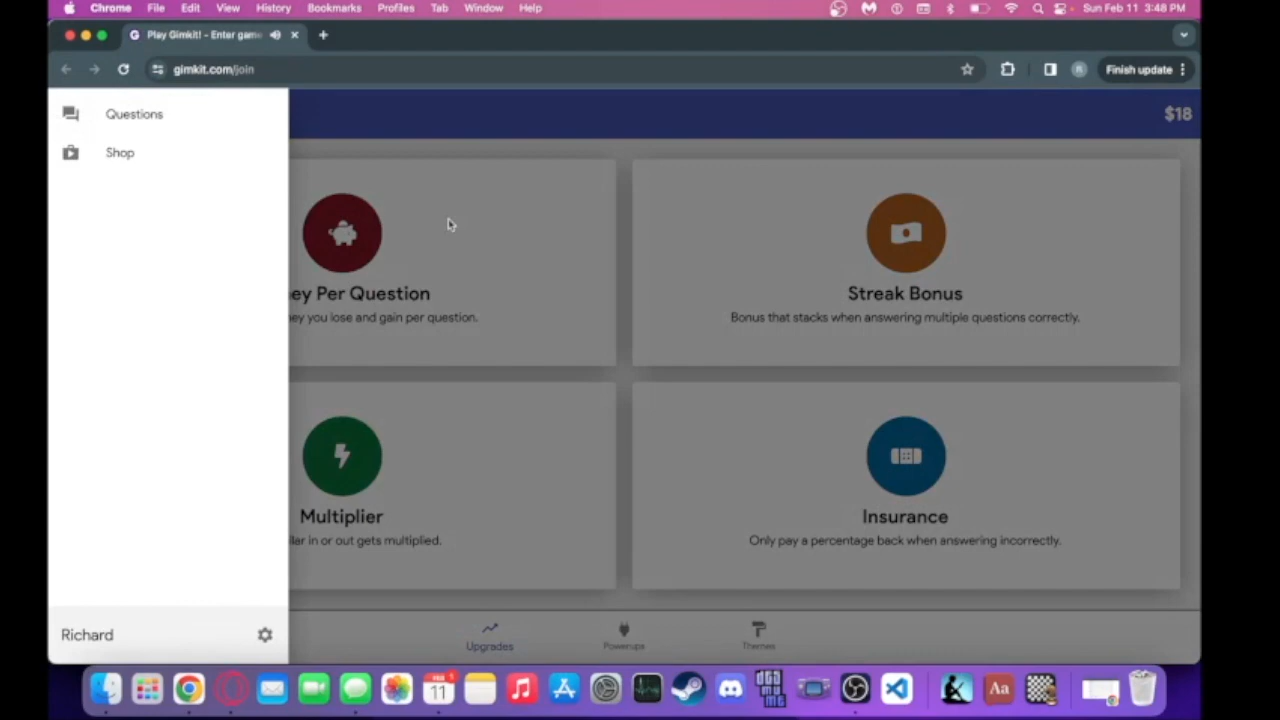 Chrome File Edit View History Bookmarks Profiles Tab Window Help Sun Feb 11 3:48 PM
Play Gimkit! - Enter game
gimkit.com/join Finish update
Questions
$18
Shop
ey Per Question
Streak Bonus
ney you lose and gain per question.
Bonus that stacks when answering multiple questions correctly.
Multiplier
Insurance
llar in or out gets multiplied.
Only pay a percentage back when answering incorrectly.
Richard
Upgrades
Powerups
Themes
11
Aa